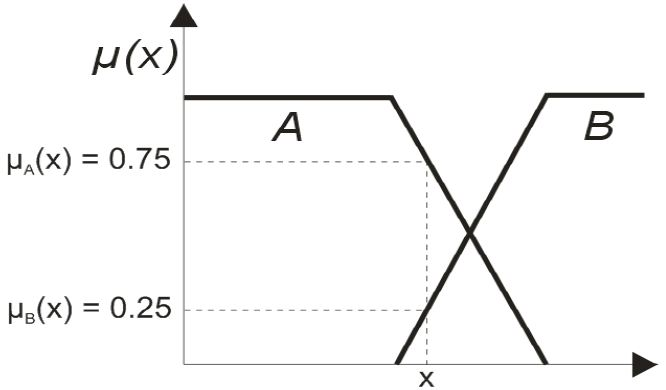 μ(x)
A
B
μA(x) = 0.75
μB(x) = 0.25
x